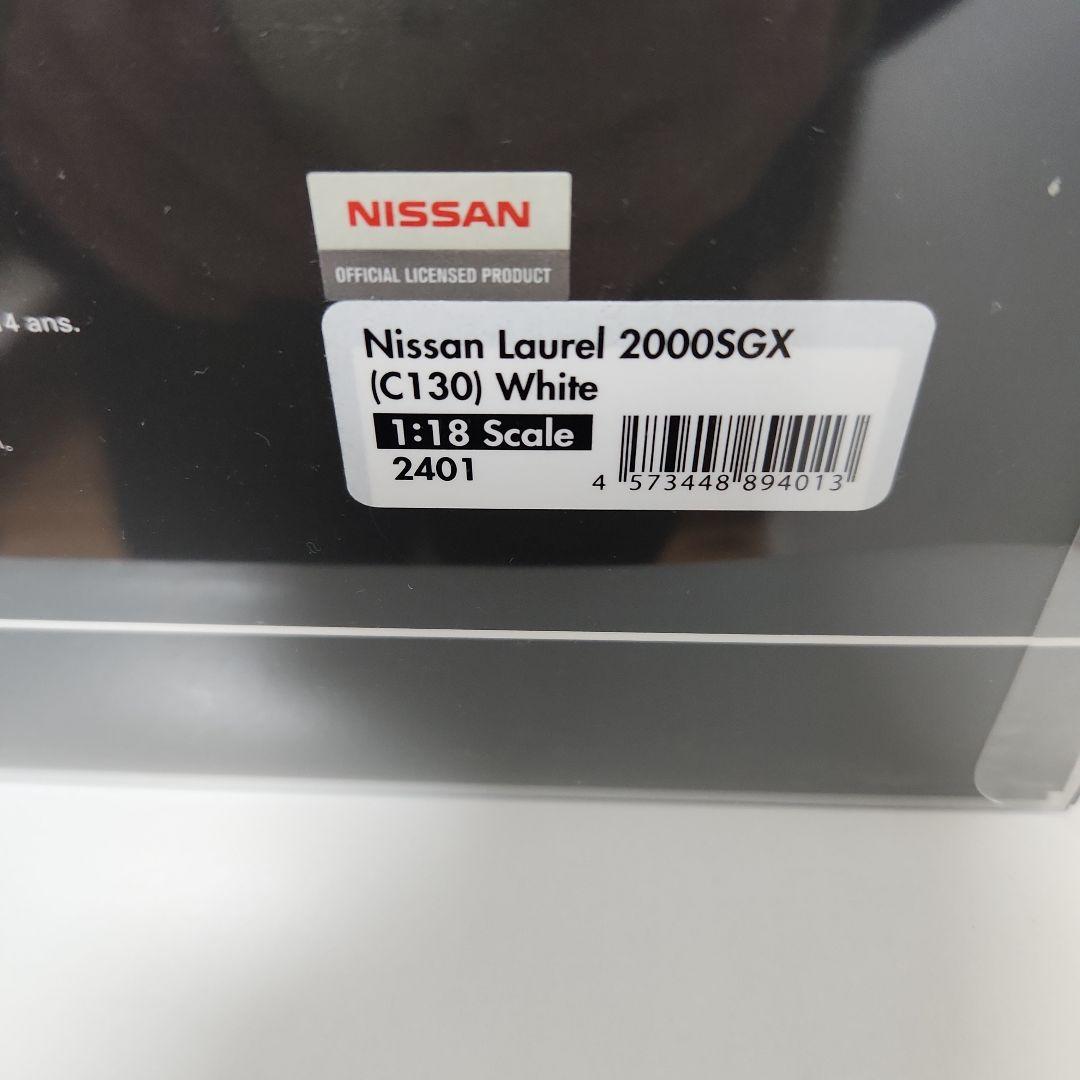 NISSAN
OFFICIAL LICENSED PRODUCT
4 ans.
Nissan Laurel 2000SGX
(C130) White
1:18 Scale
2401
4 573448 894013